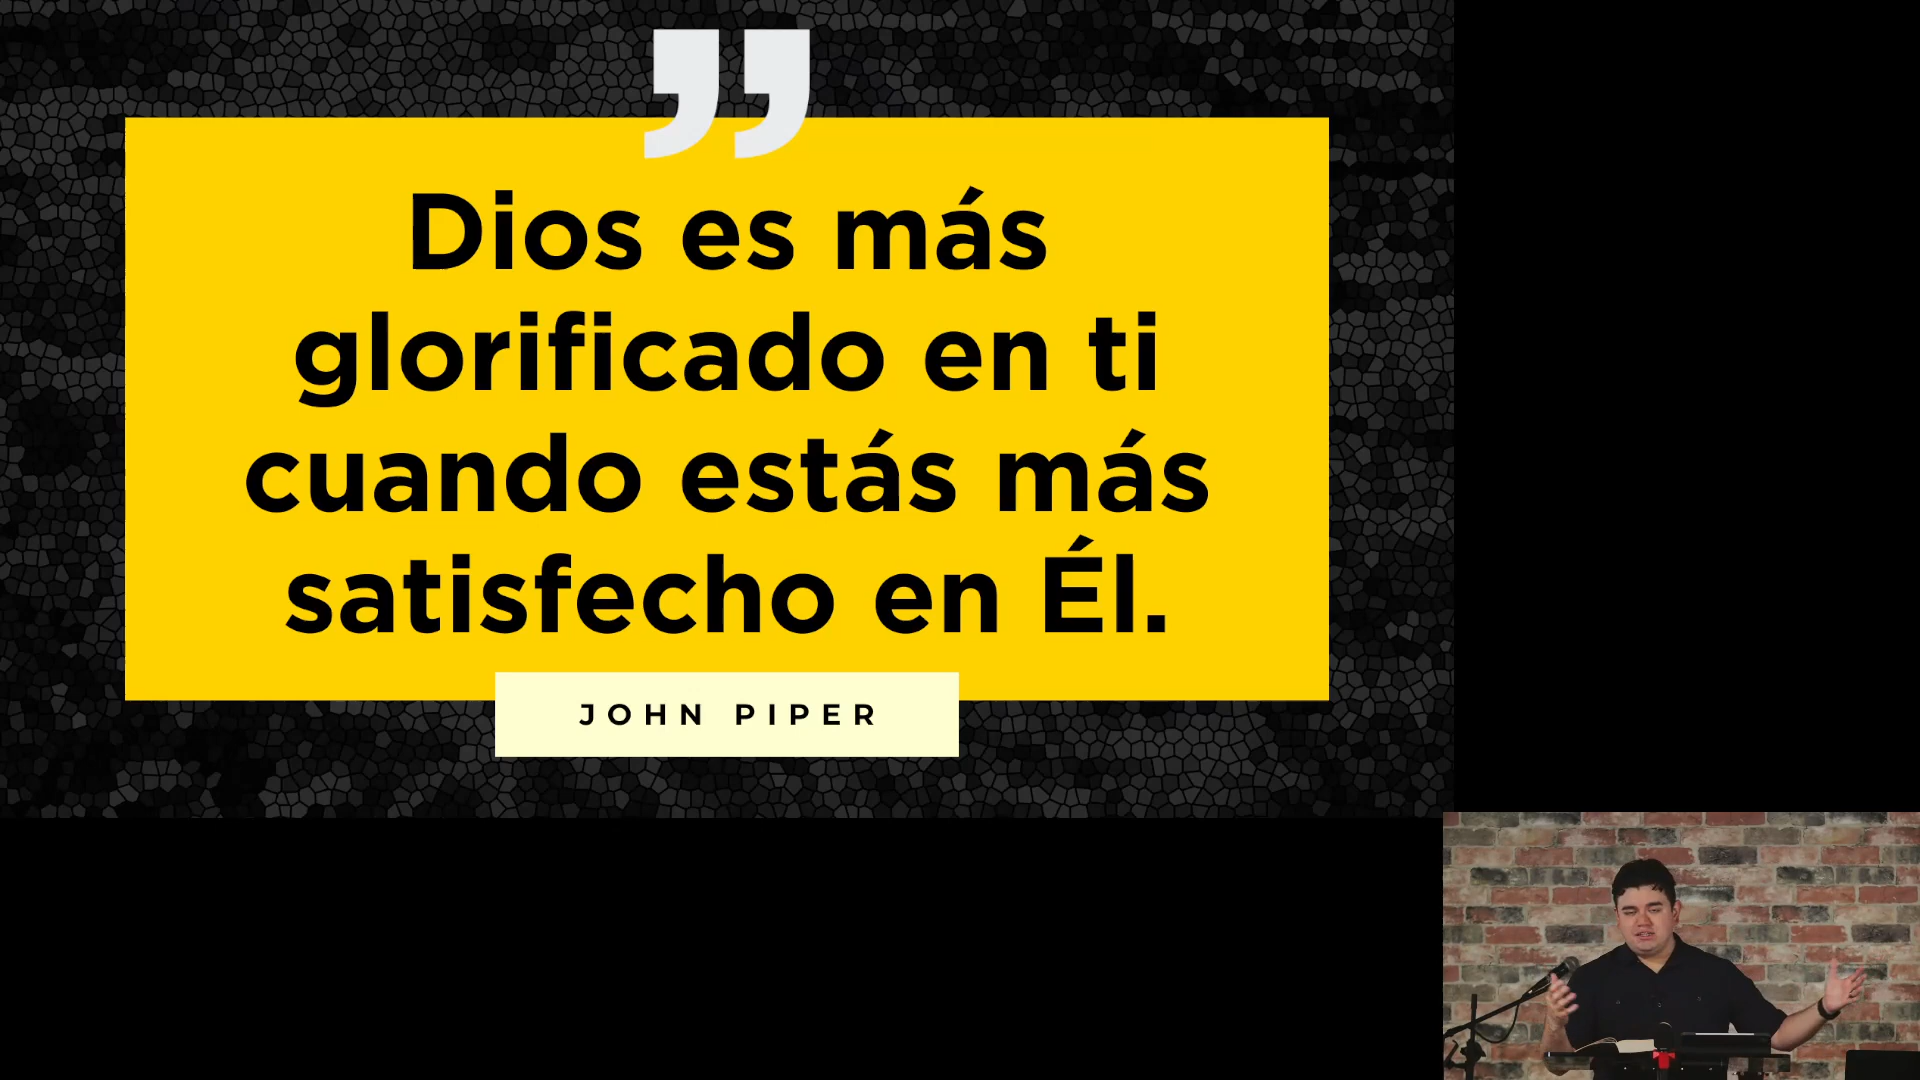 ”
Dios es más
glorificado en ti
cuando estás más
satisfecho en Él.
JOHN PIPER